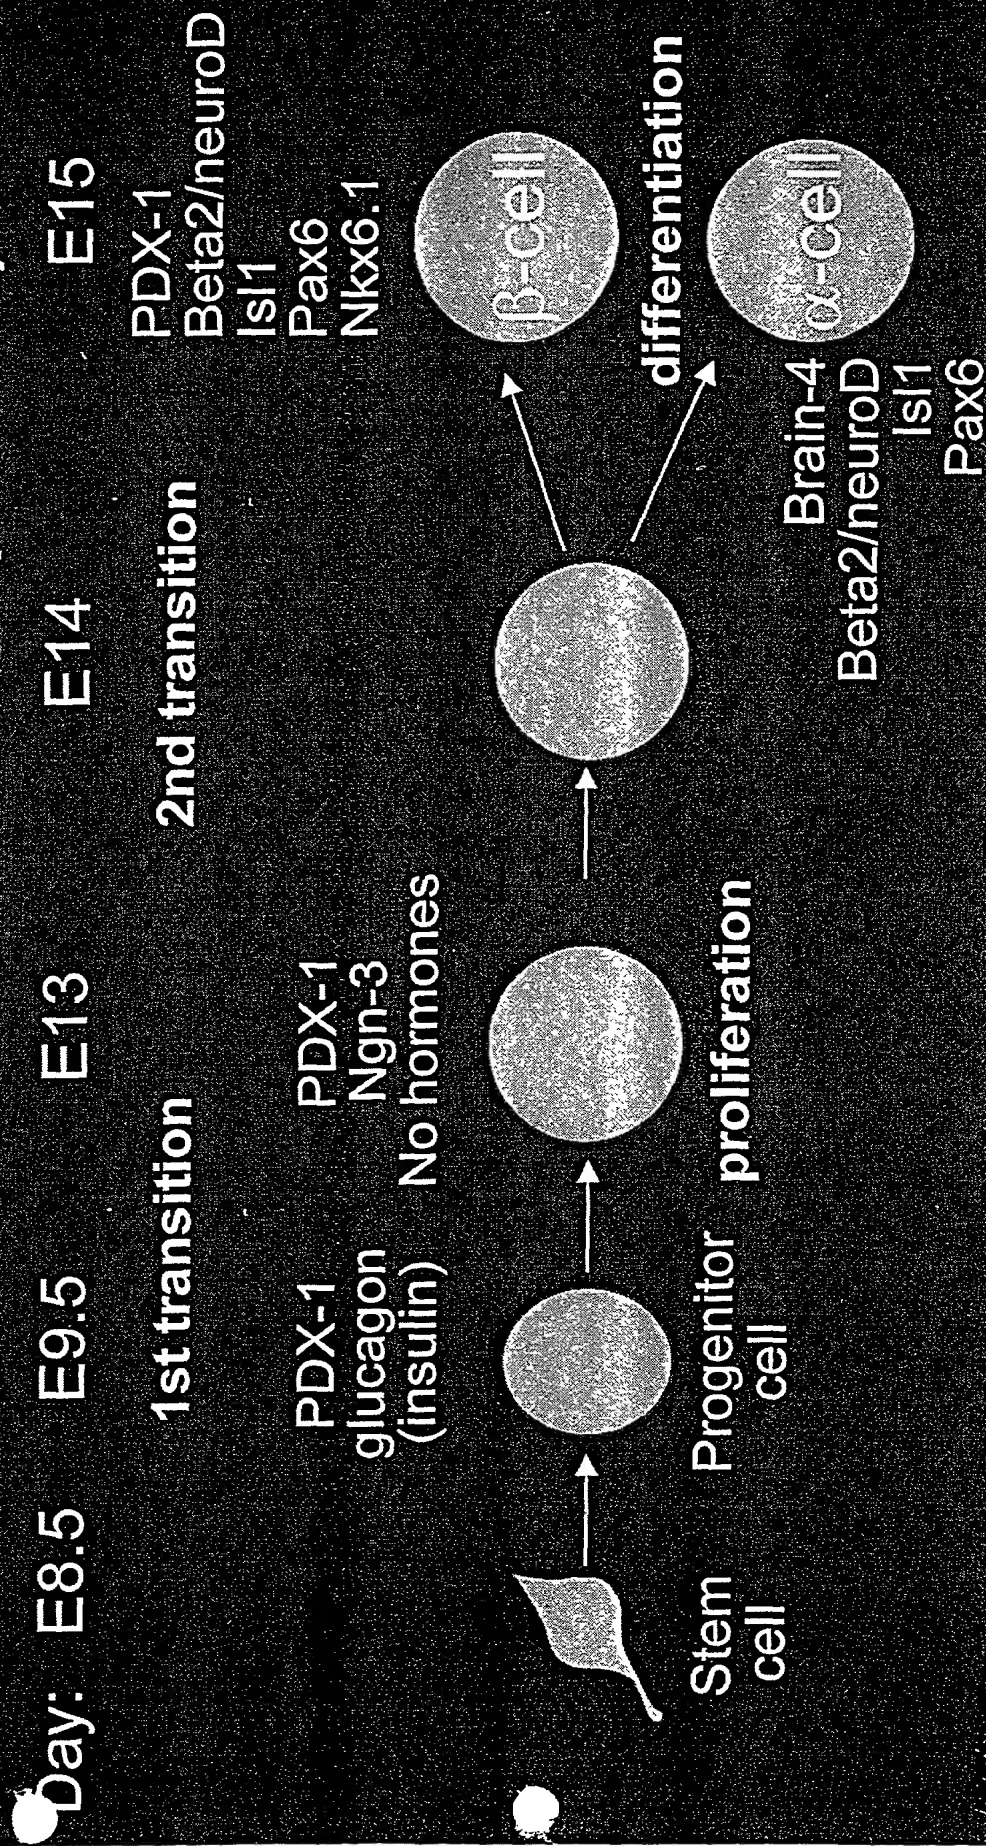 Day: E8.5 E9.5 E13 E14 E15
1st transition
2nd transition
PDX-1
glucagon
(insulin)
PDX-1
Ngn-3
No hormones
PDX-1
Beta2/neuroD
Isl1
Pax6
Nkx6.1
β-cell
differentiation
α-cell
Stem
cell
Progenitor
cell
proliferation
Brain-4
Beta2/neuroD
Isl1
Pax6